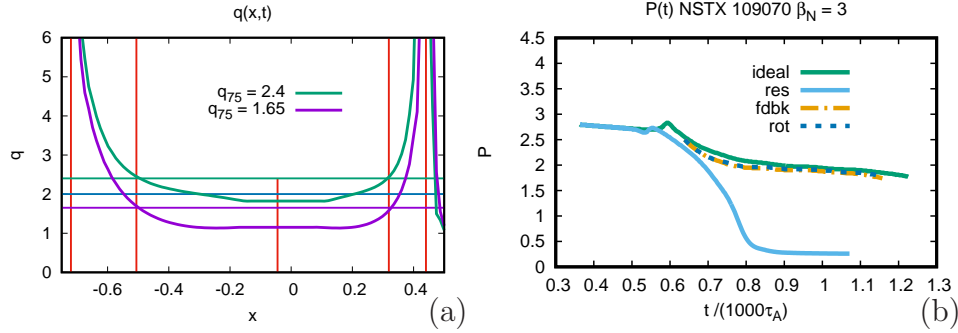 q(x,t)
q
6
5
4
3
2
1
0
q75 = 2.4
q75 = 1.65
-0.6 -0.4 -0.2 0 0.2 0.4
x
(a)
P(t) NSTX 109070 βN = 3
P
4.5
4
3.5
3
2.5
2
1.5
1
0.5
0
ideal
res
fdbk
rot
0.3 0.4 0.5 0.6 0.7 0.8 0.9 1 1.1 1.2 1.3
t /(1000τA)
(b)